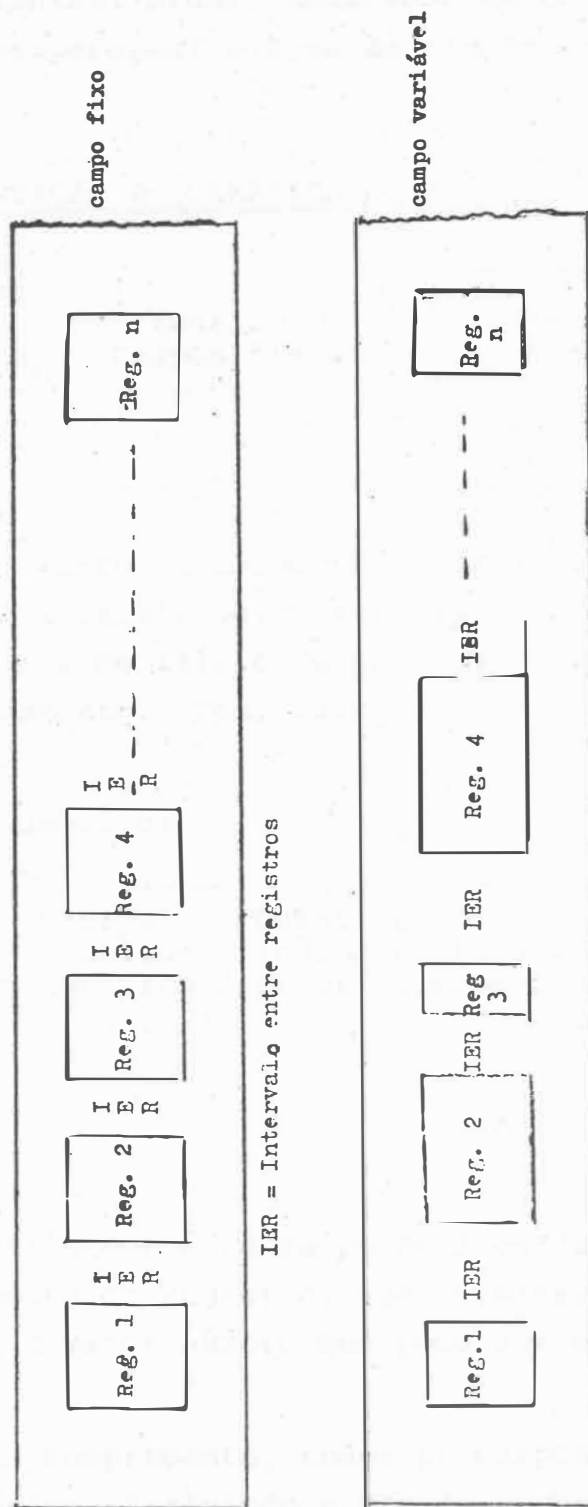 campo fixo
Reg. 1 IER Reg. 2 IER Reg. 3 IER Reg. 4 IER Reg. n
IER = Intervalo entre registros
campo variável
Reg.1 IER Reg. 2 IER Reg 3 IER Reg. 4 IER Reg. n